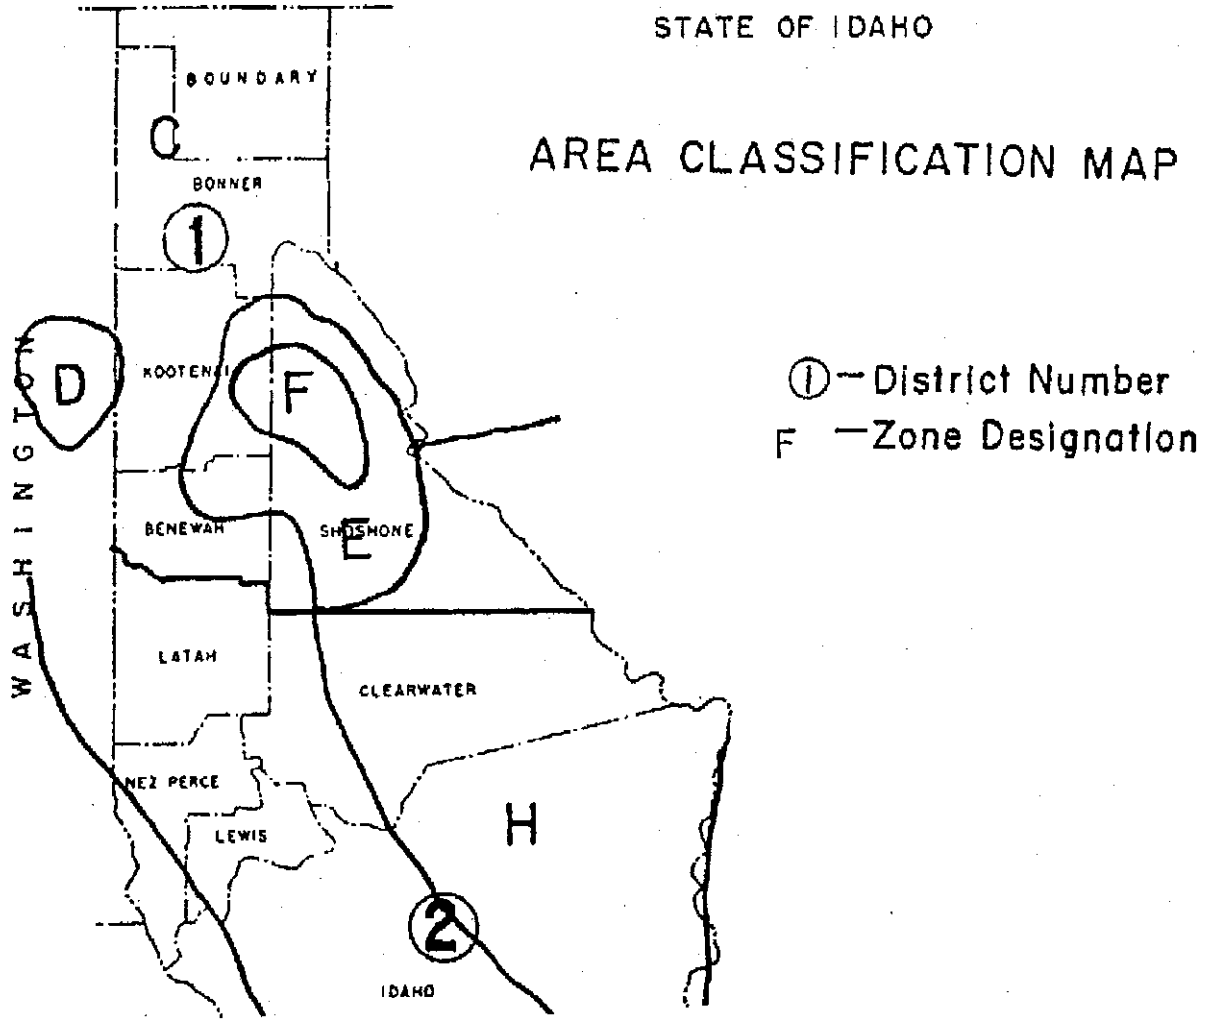 STATE OF IDAHO
AREA CLASSIFICATION MAP
BOUNDARY
C
BONNER
1
WASHINGTON
D
KOOTENAI
F
1 — District Number
F — Zone Designation
BENEWAH
SHOSHONE
E
LATAH
CLEARWATER
NEZ PERCE
LEWIS
H
2
IDAHO